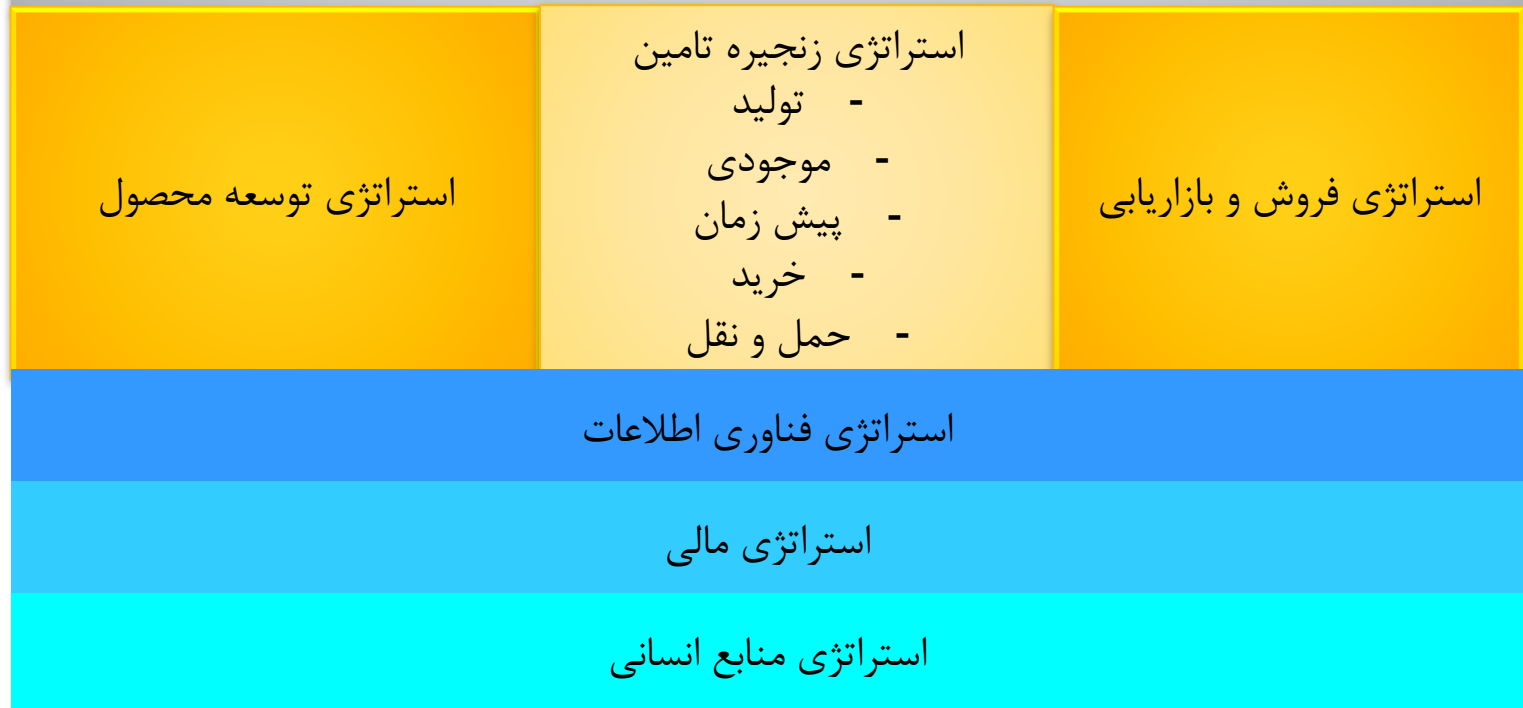 استراتژی فروش و بازاریابی
استراتژی زنجیره تامین
- تولید
- موجودی
- پیش زمان
- خرید
- حمل و نقل
استراتژی توسعه محصول
استراتژی فناوری اطلاعات
استراتژی مالی
استراتژی منابع انسانی